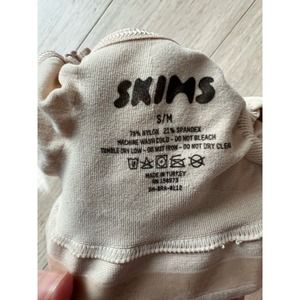 SKIMS
S/M
79% NYLON 21% SPANDEX
MACHINE WASH COLD - DO NOT BLEACH
TUMBLE DRY LOW - DO NOT IRON - DO NOT DRY CLEAN
MADE IN TURKEY